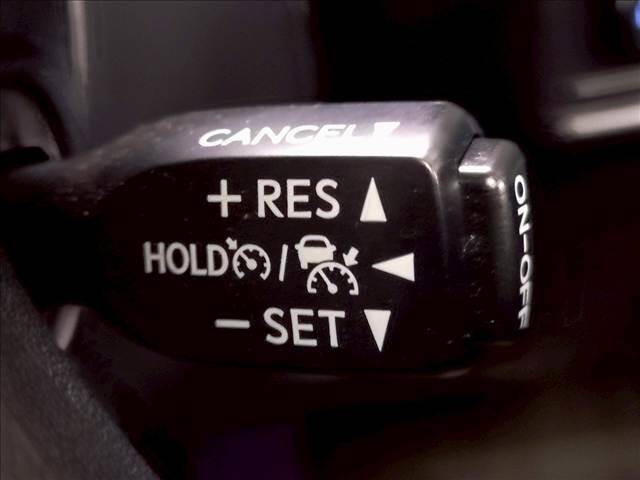 CANCEL
+ RES
HOLD /
- SET
ON-OFF